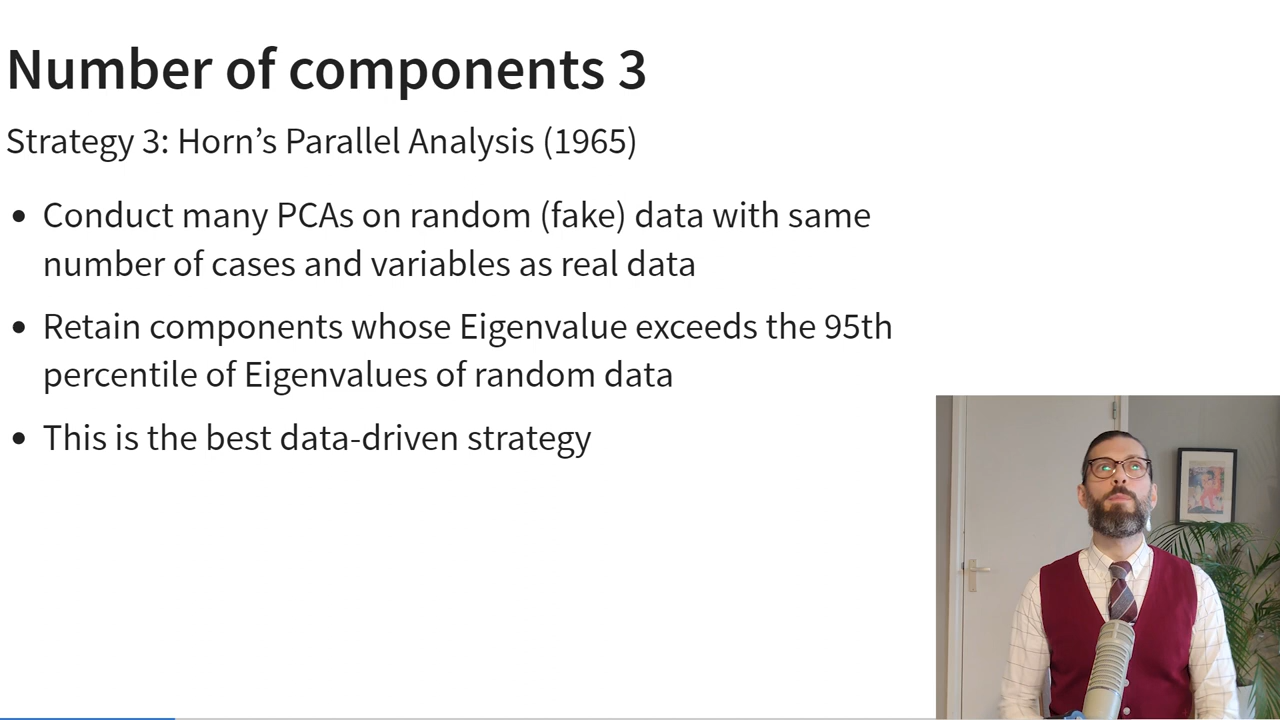 Number of components 3
Strategy 3: Horn’s Parallel Analysis (1965)
• Conduct many PCAs on random (fake) data with same
number of cases and variables as real data
• Retain components whose Eigenvalue exceeds the 95th
percentile of Eigenvalues of random data
• This is the best data-driven strategy